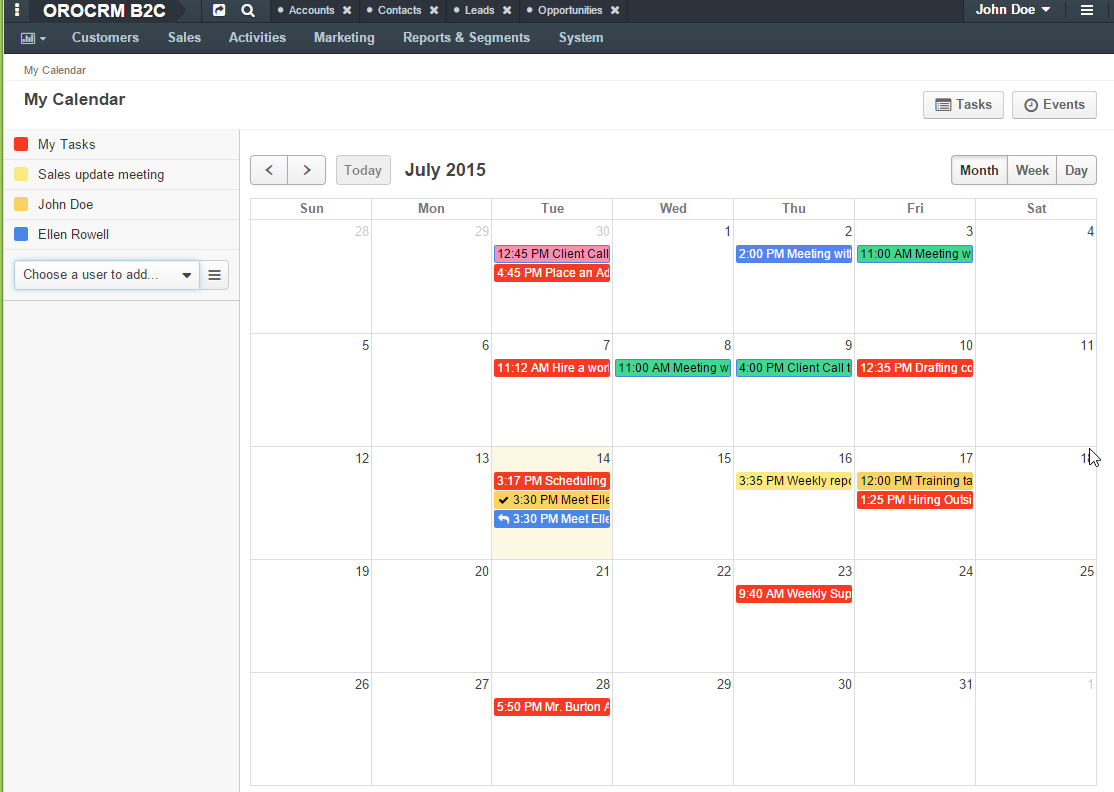 OROCRM B2C
Accounts Contacts Leads Opportunities John Doe
Customers Sales Activities Marketing Reports & Segments System
My Calendar
My Calendar
Tasks Events
My Tasks
Sales update meeting
John Doe
Ellen Rowell
Choose a user to add...
Today July 2015 Month Week Day
Sun Mon Tue Wed Thu Fri Sat
28 29 30 1 2 3 4
12:45 PM Client Call 2:00 PM Meeting 11:00 AM Meeting w
4:45 PM Place an Ad
5 6 7 8 9 10 11
11:12 AM Hire a wor 11:00 AM Meeting w 4:00 PM Client Call t 12:35 PM Drafting co
12 13 14 15 16 17
3:17 PM Scheduling 3:35 PM Weekly repo 12:00 PM Training ta
3:30 PM Meet Elle 1:25 PM Hiring Outsi
3:30 PM Meet Elle
19 20 21 22 23 24 25
9:40 AM Weekly Sup
26 27 28 29 30 31 1
5:50 PM Mr. Burton A